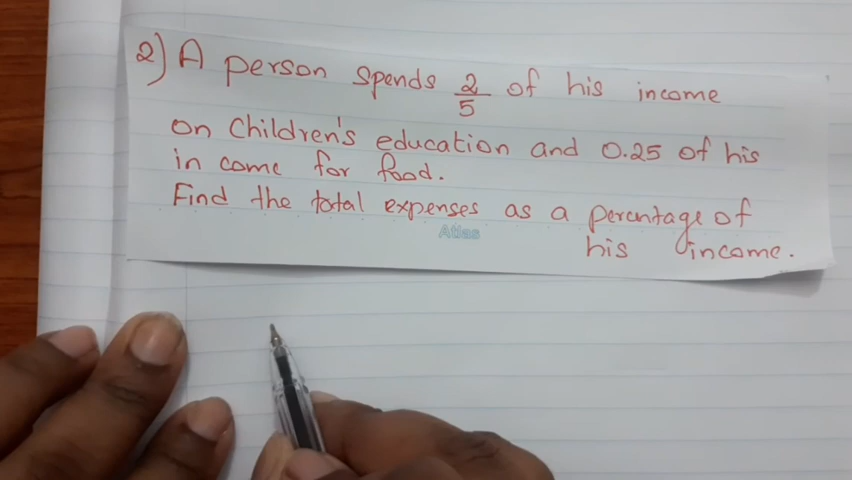 2) A person spends 2/5 of his income
on Children's education and 0.25 of his
in come for food.
Find the total expenses as a percentage of
his income.
Atlas